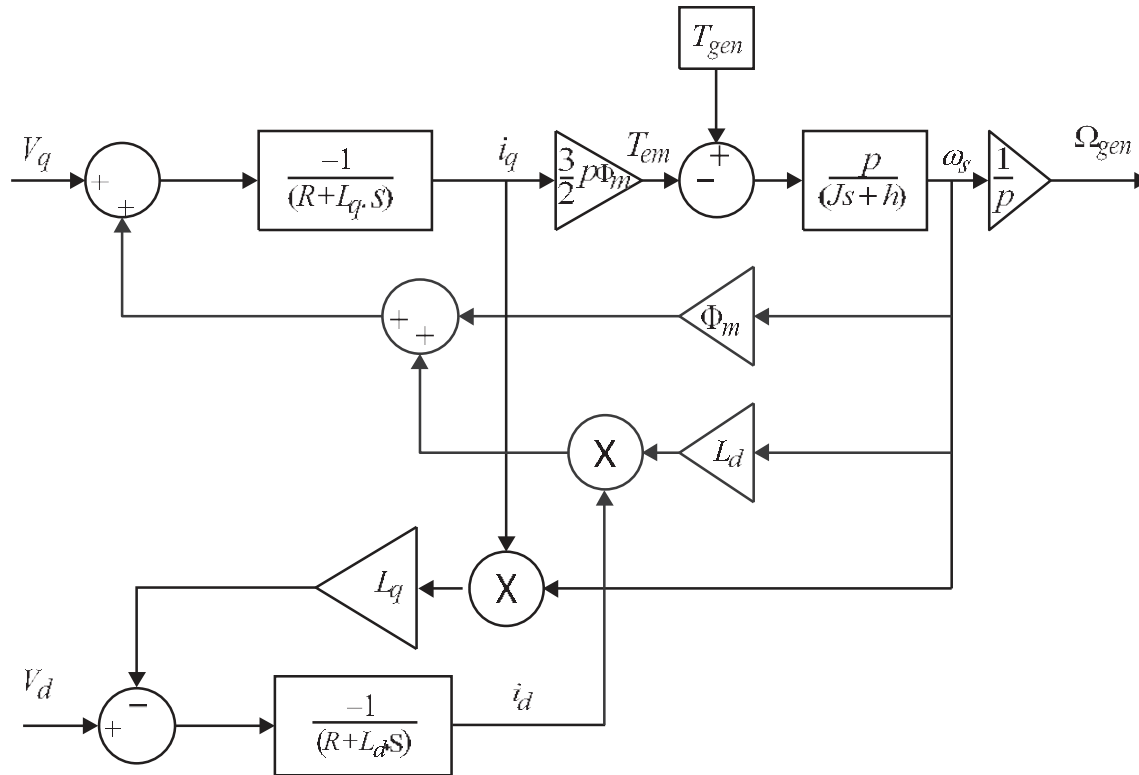 T_gen
V_q
+
+
-1
(R+L_q.S)
i_q
3/2 pΦ_m
T_em
+
-
p
(Js+h)
ω_s
1/p
Ω_gen
+
+
Φ_m
X
L_d
L_q
X
V_d
-
+
-1
(R+L_d.S)
i_d